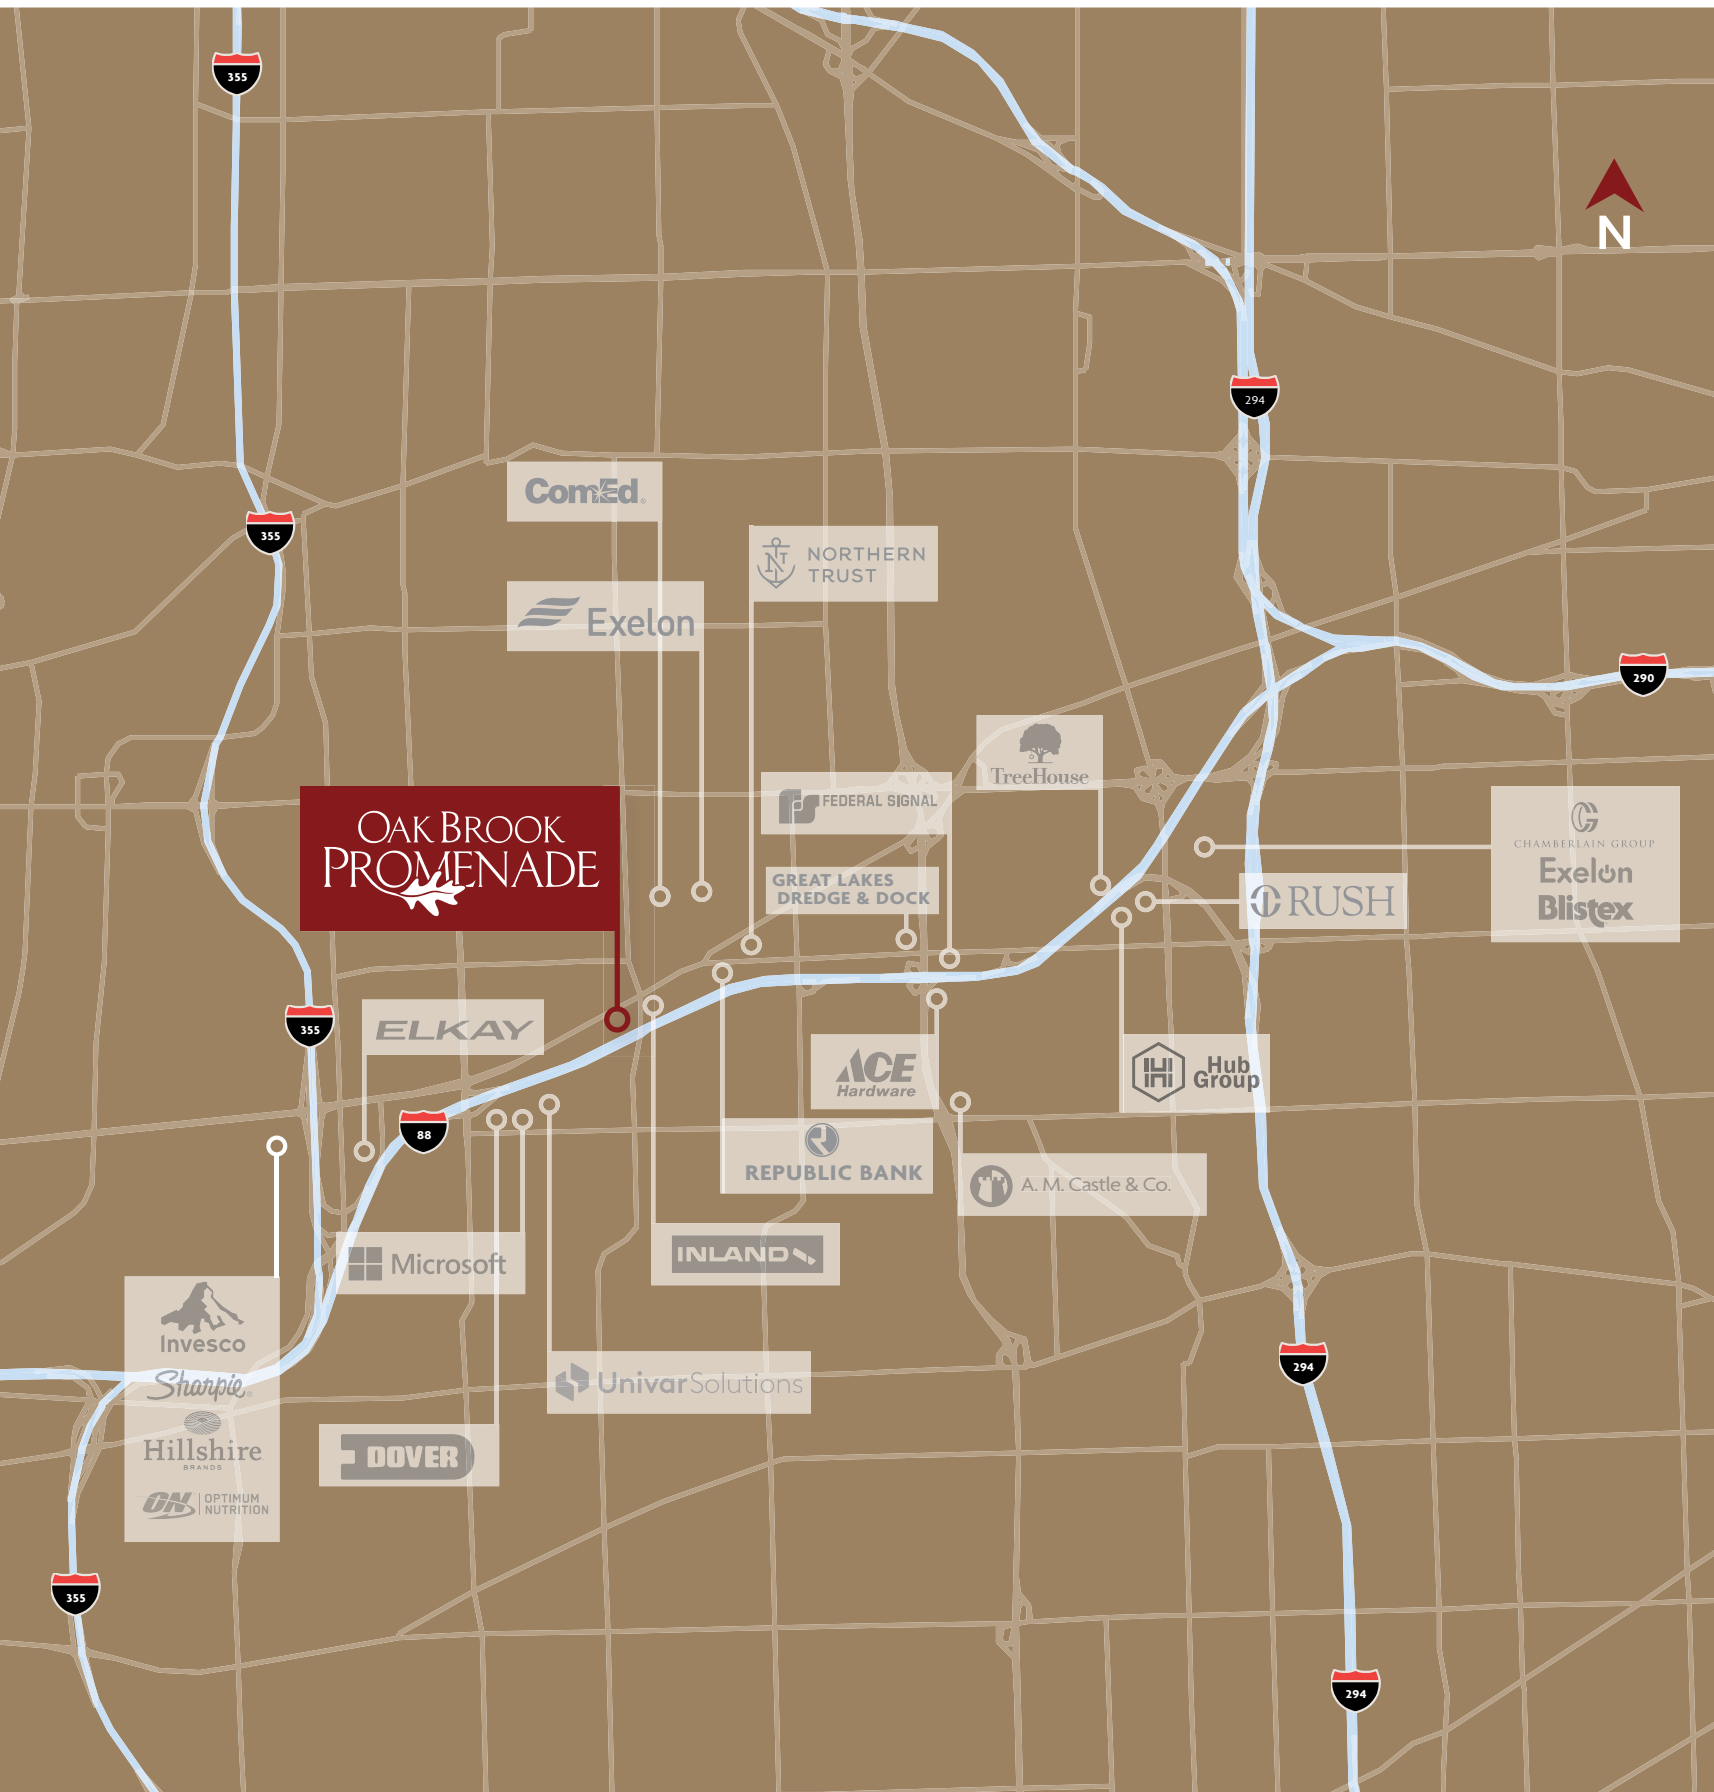 355
N
294
355
ComEd
NORTHERN
TRUST
Exelon
290
TreeHouse
FEDERAL SIGNAL
OAK BROOK
PROMENADE
CHAMBERLAIN GROUP
Exelon
Blistex
GREAT LAKES
DREDGE & DOCK
RUSH
355
ELKAY
ACE
Hardware
Hub
Group
88
REPUBLIC BANK
A. M. Castle & Co.
INLAND
Microsoft
Invesco
Sharpie
294
UnivarSolutions
Hillshire
BRANDS
DOVER
ON
OPTIMUM
NUTRITION
355
294